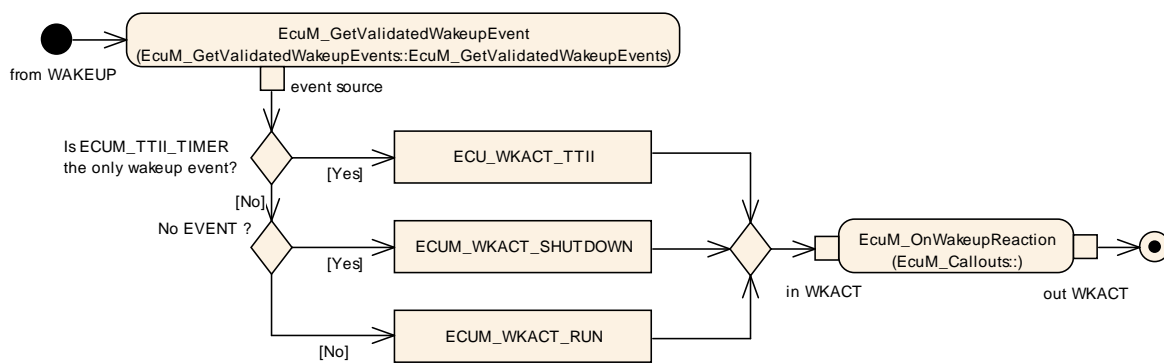 EcuM_GetValidatedWakeupEvent
(EcuM_GetValidatedWakeupEvents::EcuM_GetValidatedWakeupEvents)
from WAKEUP
event source
Is ECUM_TTII_TIMER
the only wakeup event?
[Yes]
ECU_WKACT_TTII
[No]
No EVENT ?
[Yes]
ECUM_WKACT_SHUTDOWN
EcuM_OnWakeupReaction
(EcuM_Callouts::)
in WKACT
out WKACT
[No]
ECUM_WKACT_RUN